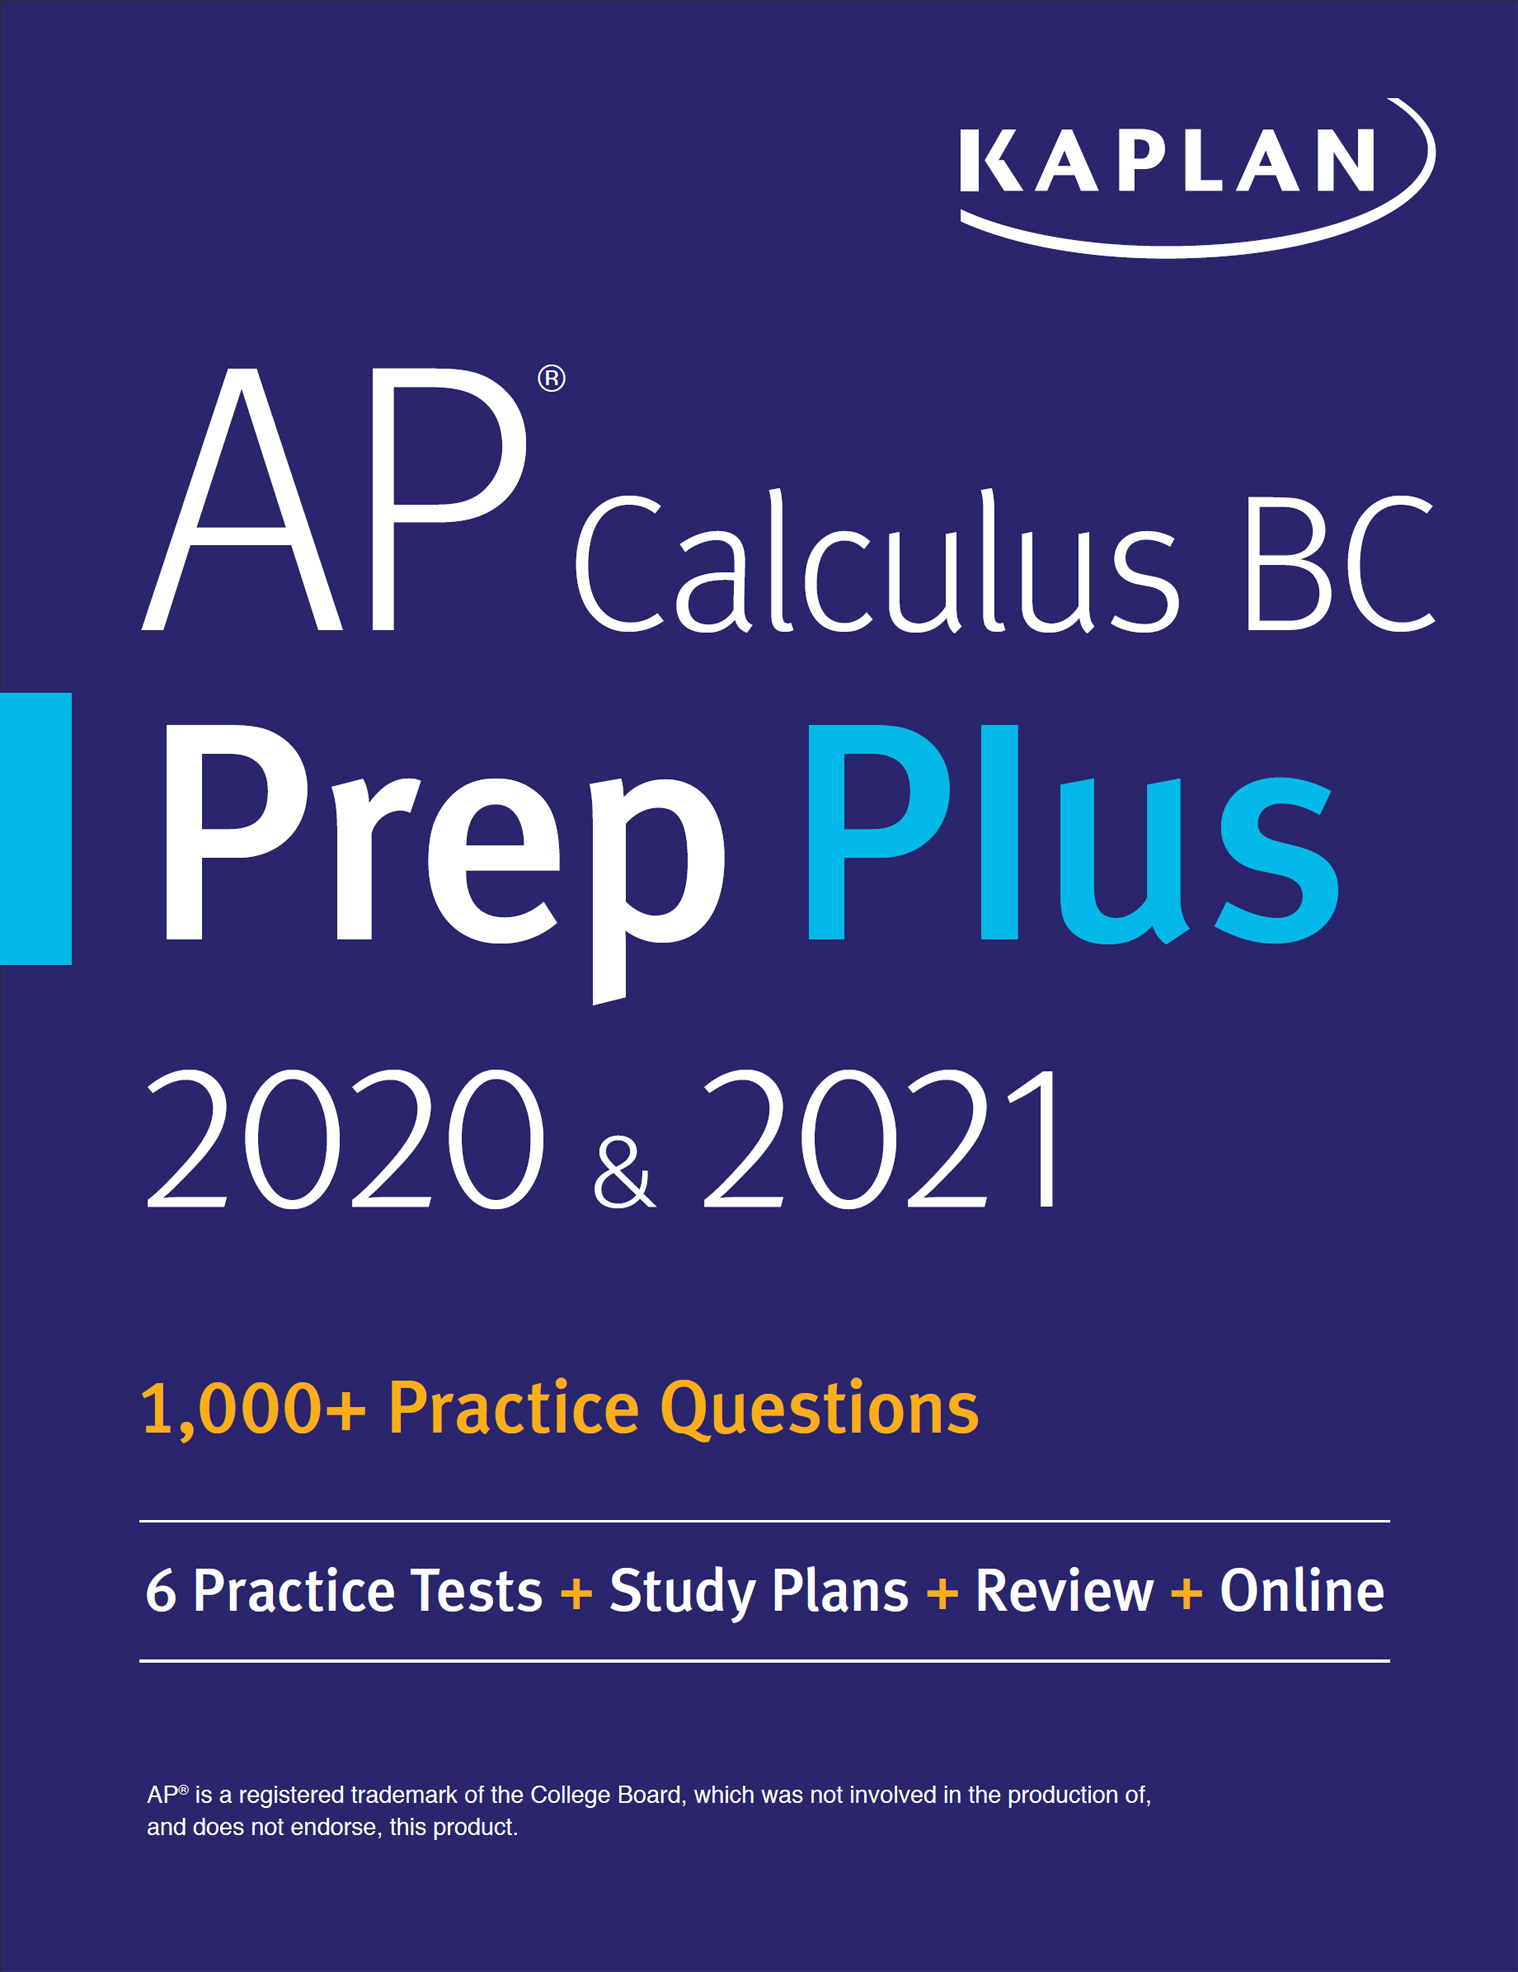 KAPLAN
AP® Calculus BC
Prep Plus
2020 & 2021
1,000+ Practice Questions
6 Practice Tests + Study Plans + Review + Online
AP® is a registered trademark of the College Board, which was not involved in the production of,
and does not endorse, this product.